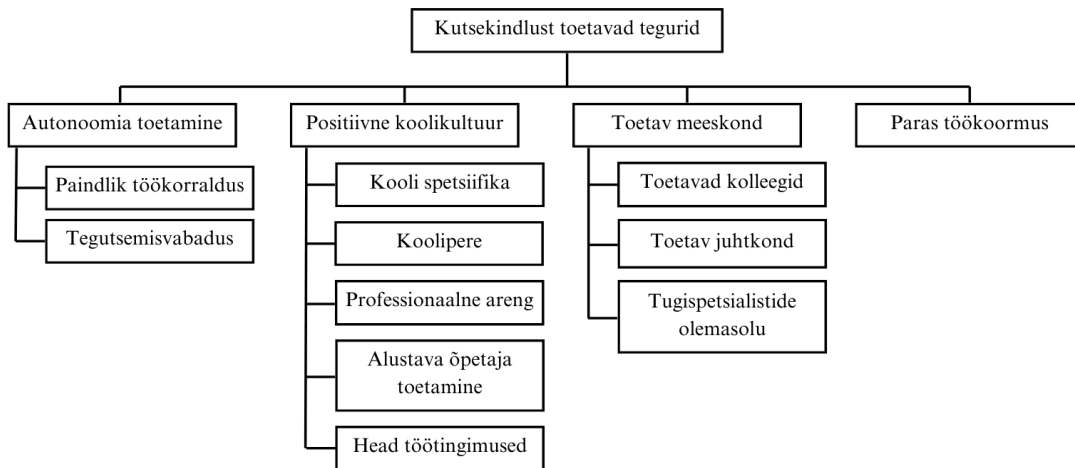 Kutsekindlust toetavad tegurid
Autonoomia toetamine
Paindlik töökorraldus
Tegutsemisvabadus
Positiivne koolikultuur
Kooli spetsiifika
Koolipere
Professionaalne areng
Alustava õpetaja
toetamine
Head töötingimused
Toetav meeskond
Toetavad kolleegid
Toetav juhtkond
Tugispetsialistide
olemasolu
Paras töökoormus